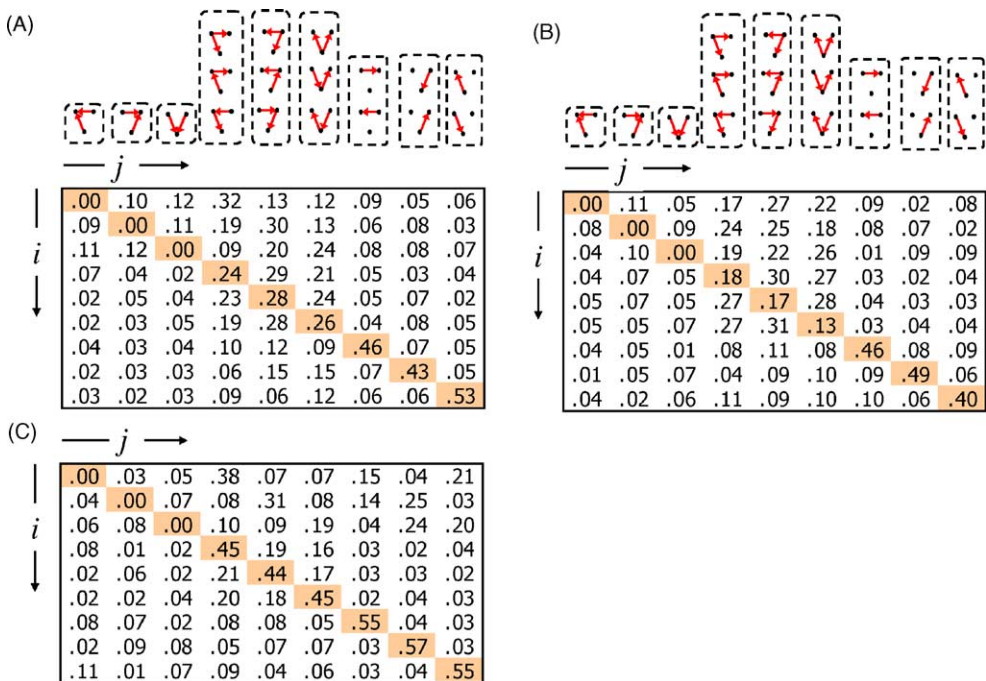 (A)
j
i
.00 .10 .12 .32 .13 .12 .09 .05 .06
.09 .00 .11 .19 .30 .13 .06 .08 .03
.11 .12 .00 .09 .20 .24 .08 .08 .07
.07 .04 .02 .24 .29 .21 .05 .03 .04
.02 .05 .04 .23 .28 .24 .05 .07 .02
.02 .03 .05 .19 .28 .26 .04 .08 .05
.04 .03 .04 .10 .12 .09 .46 .07 .05
.02 .03 .03 .06 .15 .15 .07 .43 .05
.03 .02 .03 .09 .06 .12 .06 .06 .53
(B)
j
i
.00 .11 .05 .17 .27 .22 .09 .02 .08
.08 .00 .09 .24 .25 .18 .08 .07 .02
.04 .10 .00 .19 .22 .26 .01 .09 .09
.04 .07 .05 .18 .30 .27 .03 .02 .04
.05 .07 .05 .27 .17 .28 .04 .03 .03
.05 .05 .07 .27 .31 .13 .03 .04 .04
.04 .05 .01 .08 .11 .08 .46 .08 .09
.01 .05 .07 .04 .09 .10 .09 .49 .06
.04 .02 .06 .11 .09 .10 .10 .06 .40
(C)
j
i
.00 .03 .05 .38 .07 .07 .15 .04 .21
.04 .00 .07 .08 .31 .08 .14 .25 .03
.06 .08 .00 .10 .09 .19 .04 .24 .20
.08 .01 .02 .45 .19 .16 .03 .02 .04
.02 .06 .02 .21 .44 .17 .03 .03 .02
.02 .02 .04 .20 .18 .45 .02 .04 .03
.08 .07 .02 .08 .08 .05 .55 .04 .03
.02 .09 .08 .05 .07 .07 .03 .57 .03
.11 .01 .07 .09 .04 .06 .03 .04 .55